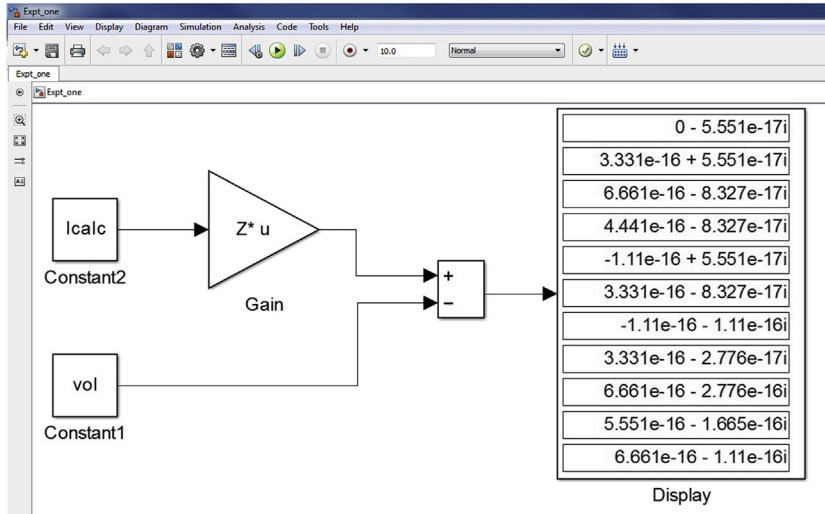 Expt_one
File Edit View Display Diagram Simulation Analysis Code Tools Help
10.0 Normal
Expt_one
Expt_one
Icalc
Constant2
Z* u
Gain
+
−
vol
Constant1
0 - 5.551e-17i
3.331e-16 + 5.551e-17i
6.661e-16 - 8.327e-17i
4.441e-16 - 8.327e-17i
-1.11e-16 + 5.551e-17i
3.331e-16 - 8.327e-17i
-1.11e-16 - 1.11e-16i
3.331e-16 - 2.776e-17i
6.661e-16 - 2.776e-16i
5.551e-16 - 1.665e-16i
6.661e-16 - 1.11e-16i
Display